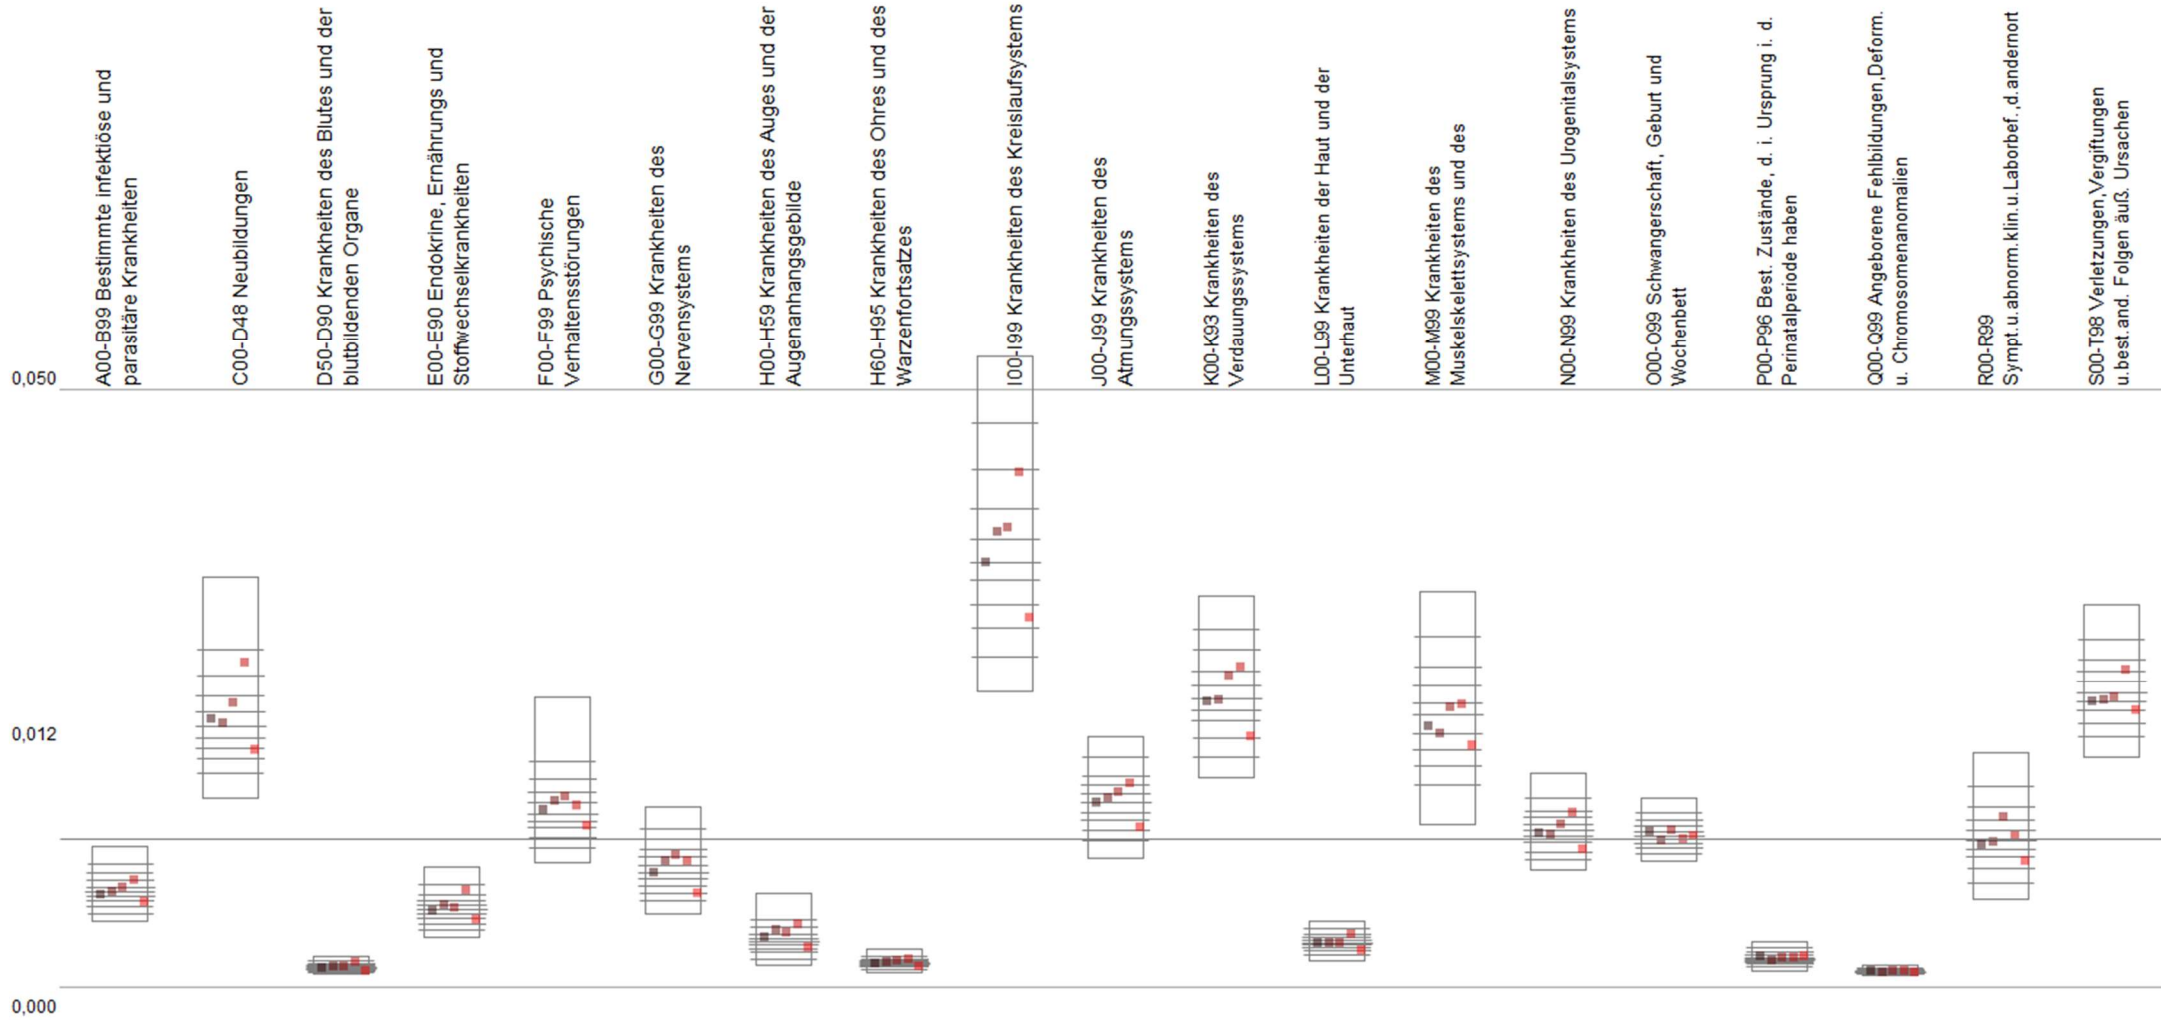 A00-B99 Bestimmte infektiöse und
parasitäre Krankheiten
C00-D48 Neubildungen
D50-D90 Krankheiten des Blutes und der
blutbildenden Organe
E00-E90 Endokrine, Ernährungs und
Stoffwechselkrankheiten
F00-F99 Psychische
Verhaltensstörungen
G00-G99 Krankheiten des
Nervensystems
H00-H59 Krankheiten des Auges und der
Augenanhangsgebilde
H60-H95 Krankheiten des Ohres und des
Warzenfortsatzes
I00-I99 Krankheiten des Kreislaufsystems
J00-J99 Krankheiten des
Atmungssystems
K00-K93 Krankheiten des
Verdauungssystems
L00-L99 Krankheiten der Haut und der
Unterhaut
M00-M99 Krankheiten des
Muskelskelettsystems und des
N00-N99 Krankheiten des Urogenitalsystems
O00-O99 Schwangerschaft, Geburt und
Wochenbett
P00-P96 Best. Zustände, d. i. Ursprung i. d.
Perinatalperiode haben
Q00-Q99 Angeborene Fehlbildungen,Deform.
u. Chromosomenanomalien
R00-R99
Sympt.u.abnorm.klin.u.Laborbef.,d.andernort
S00-T98 Verletzungen,Vergiftungen
u.best.and. Folgen äuß. Ursachen
0,050
0,012
0,000